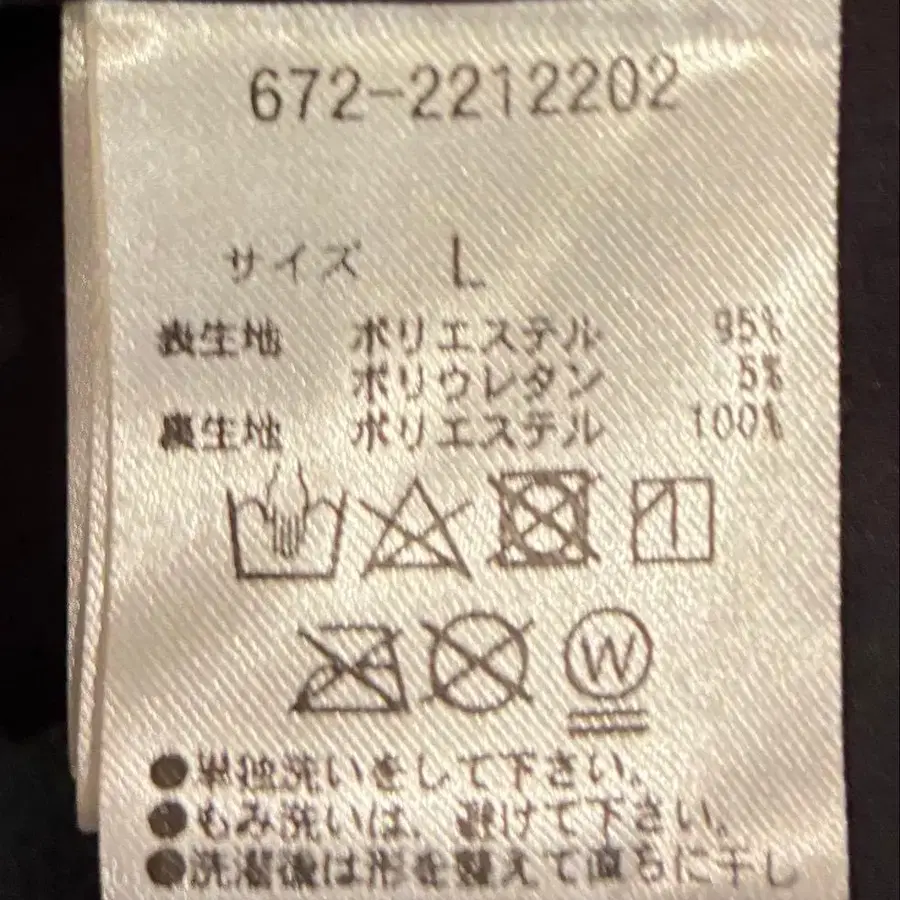 672-2212202
サイズ L
表生地 ポリエステル 95%
ポリウレタン 5%
裏生地 ポリエステル 100%
W
●単独洗いをして下さい。
●もみ洗いは、避けて下さい。
●洗濯後は形を整えて直ちに干し